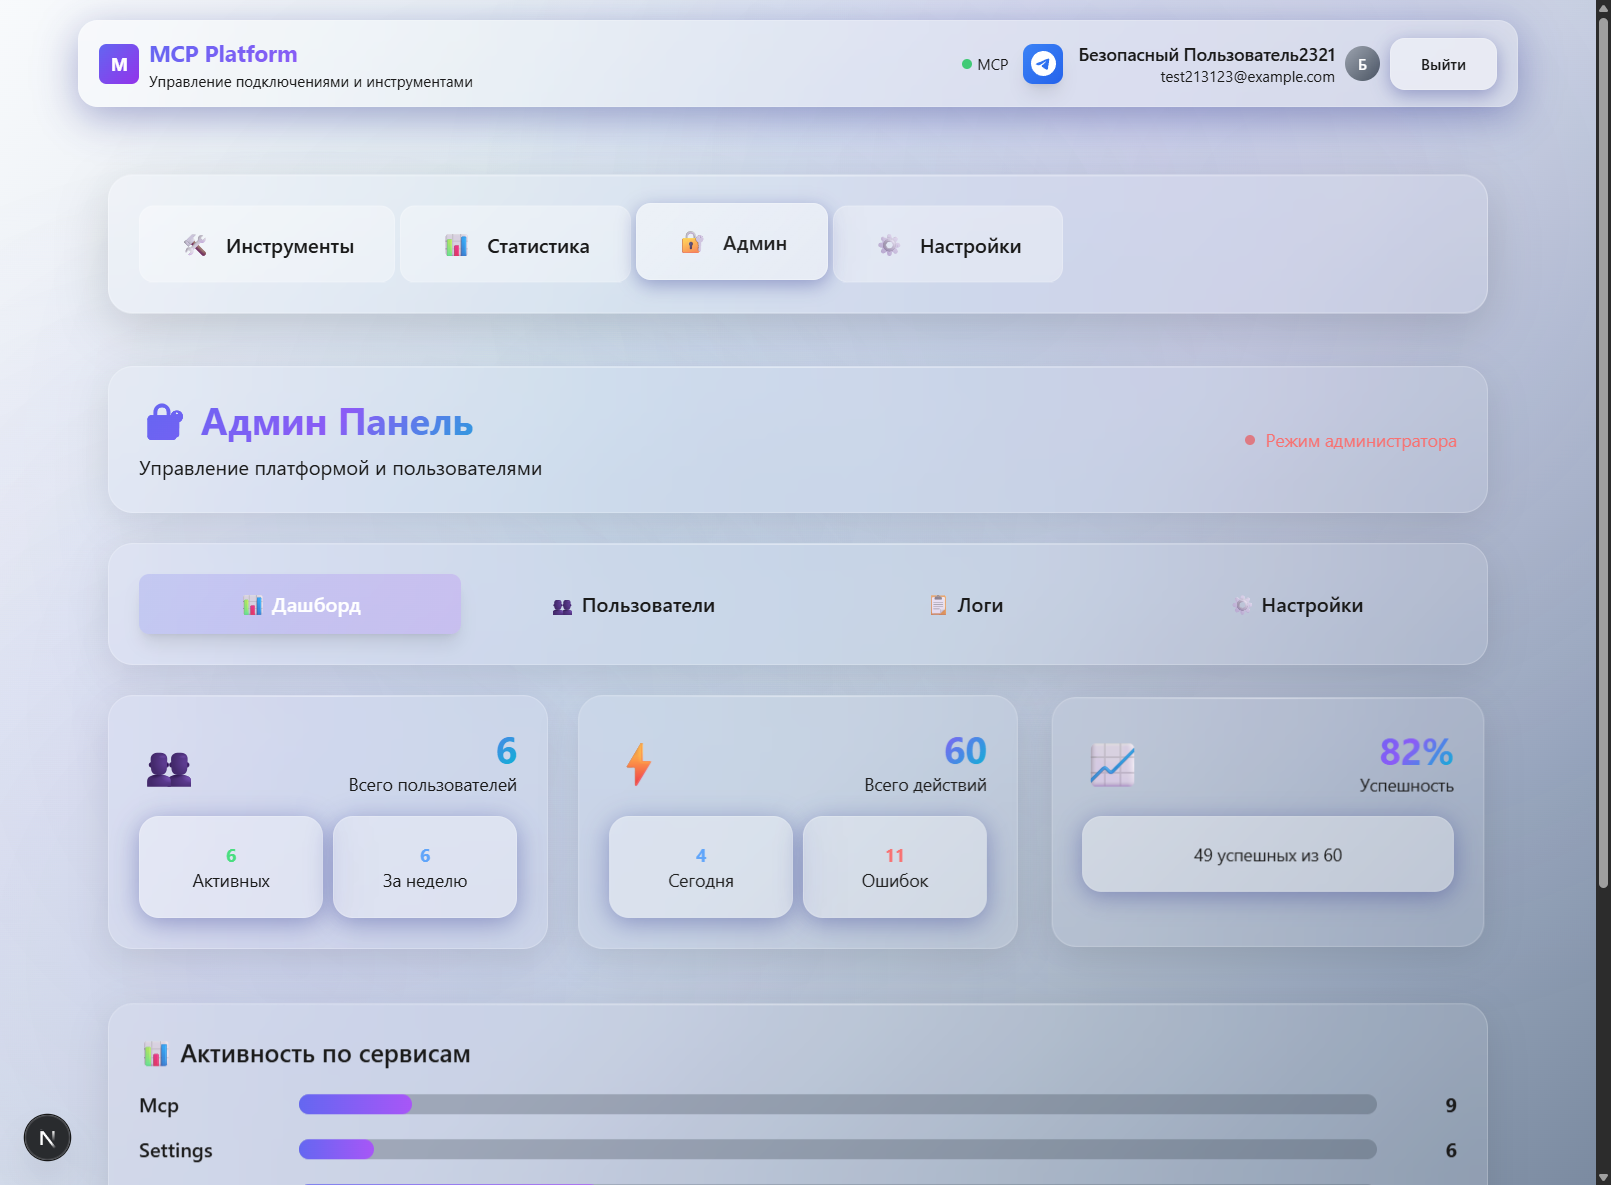 M
MCP Platform
Управление подключениями и инструментами
MCP
Безопасный Пользователь2321
test213123@example.com
Б
Выйти
Инструменты
Статистика
Админ
Настройки
Админ Панель
Управление платформой и пользователями
Режим администратора
Дашборд
Пользователи
Логи
Настройки
6
Всего пользователей
6
Активных
6
За неделю
60
Всего действий
4
Сегодня
11
Ошибок
82%
Успешность
49 успешных из 60
Активность по сервисам
Mcp
9
Settings
6
N